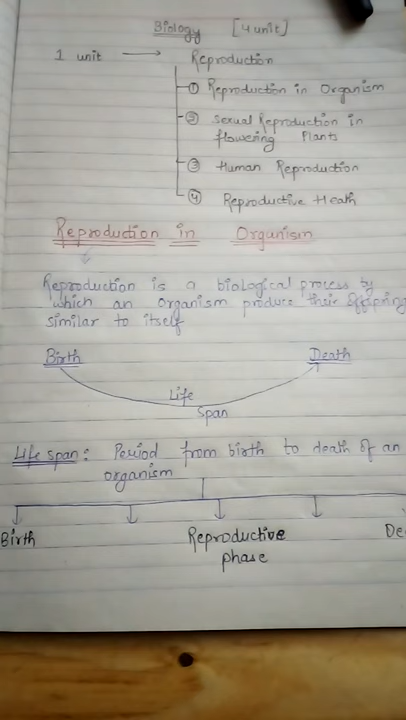 Biology [4 unit]
1 unit → Reproduction
① Reproduction in Organism
② Sexual Reproduction in
flowering Plants
③ Human Reproduction
④ Reproductive Heath
Reproduction in Organism
Reproduction is a biological process by
which an organism produce their offspring
similar to itself
Birth Death
Life
Span
Life span: Period from birth to death of an
organism
Birth Reproductive De
phase